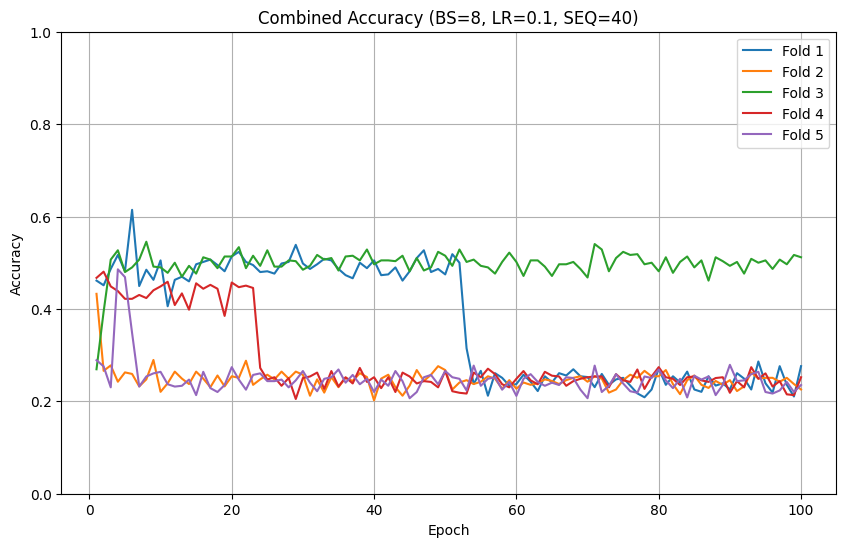 Combined Accuracy (BS=8, LR=0.1, SEQ=40)
Accuracy
1.0
0.8
0.6
0.4
0.2
0.0
0
20
40
60
80
100
Epoch
Fold 1
Fold 2
Fold 3
Fold 4
Fold 5